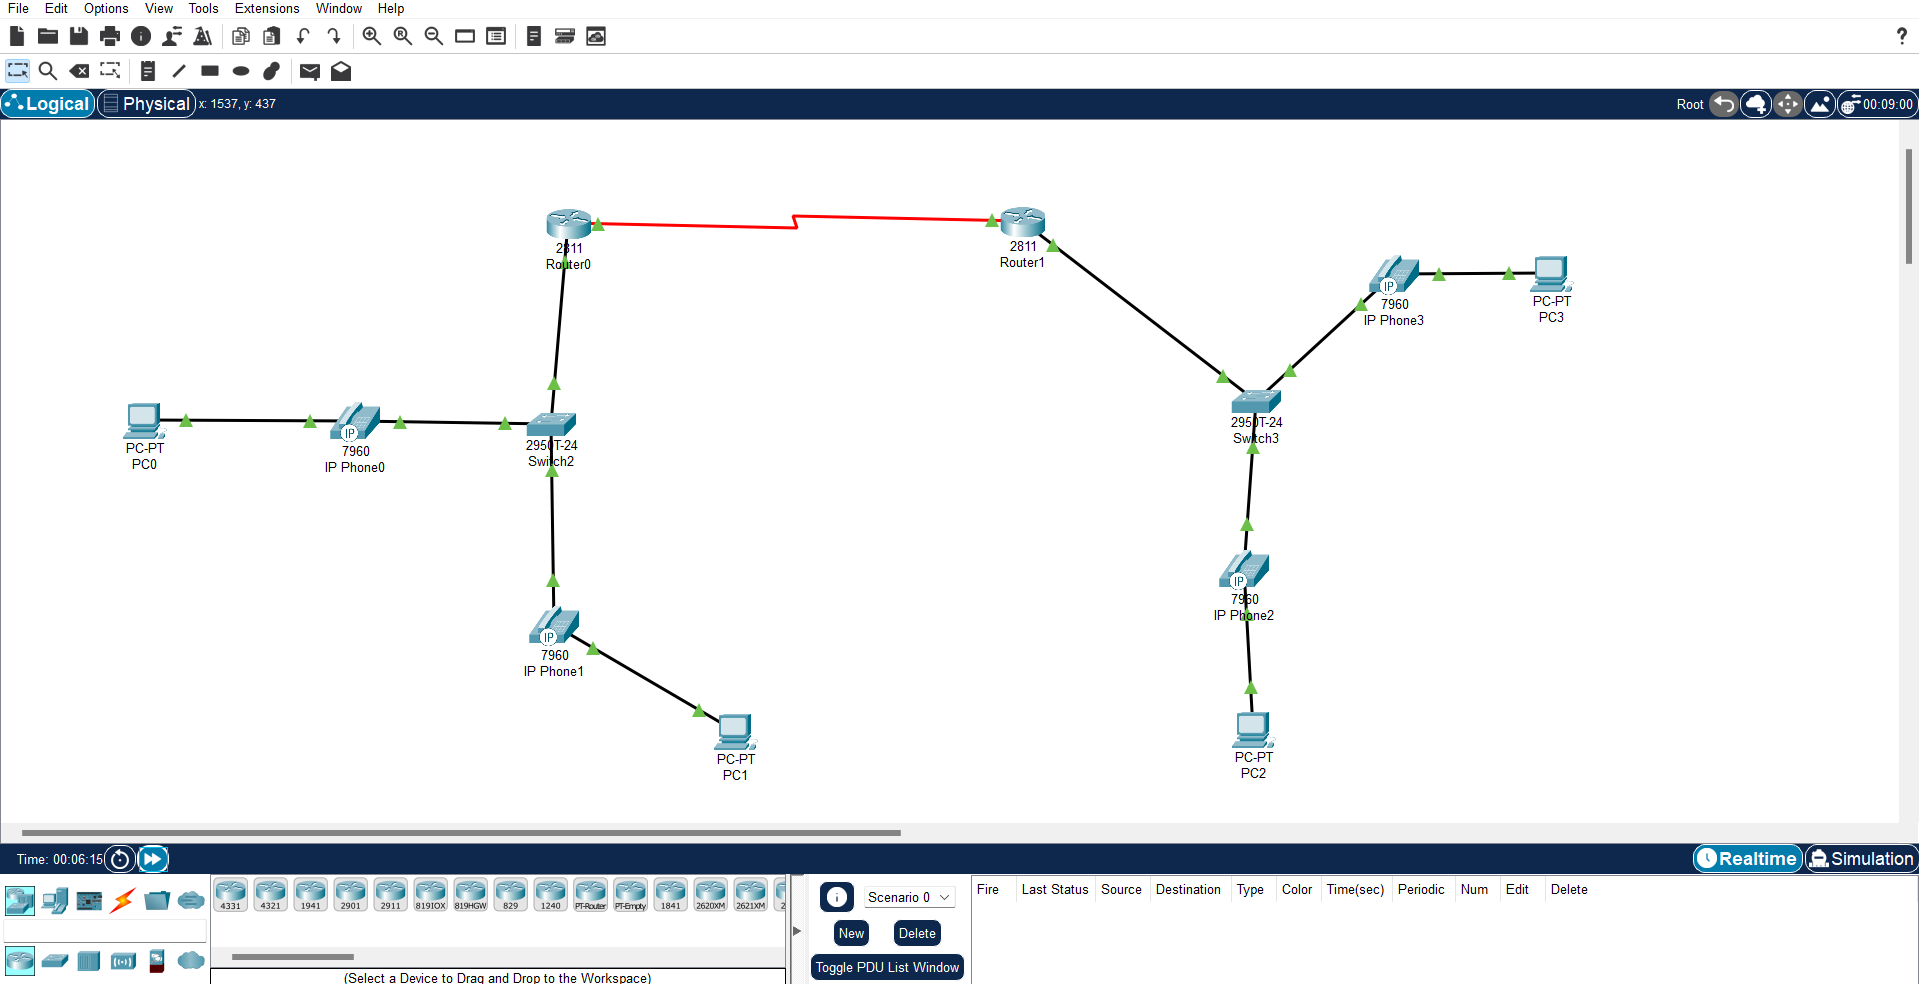 File Edit Options View Tools Extensions Window Help
?
Logical Physical x: 1537, y: 437 Root 00:09:00
2811
Router0
2811
Router1
IP
7960
IP Phone3
PC-PT
PC3
PC-PT
PC0
IP
7960
IP Phone0
2950T-24
Switch2
2950T-24
Switch3
IP
7960
IP Phone2
IP
7960
IP Phone1
PC-PT
PC1
PC-PT
PC2
Time: 00:06:15 Realtime Simulation
4331 4321 1941 2901 2911 819IOX 819HGW 829 1240 PT-Router PT-Empty 1841 2620XM 2621XM 2
Scenario 0
New Delete
Toggle PDU List Window
Fire Last Status Source Destination Type Color Time(sec) Periodic Num Edit Delete
(Select a Device to Drag and Drop to the Workspace)